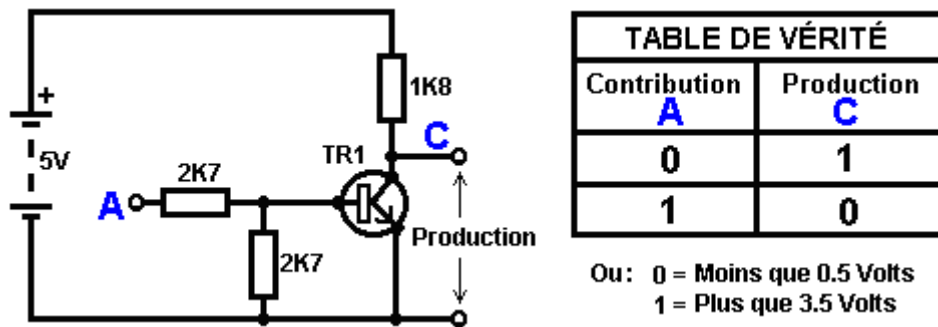 +
5V
A
2K7
2K7
TR1
1K8
C
Production
TABLE DE VÉRITÉ
Contribution Production
A C
0 1
1 0
Ou: 0 = Moins que 0.5 Volts
1 = Plus que 3.5 Volts